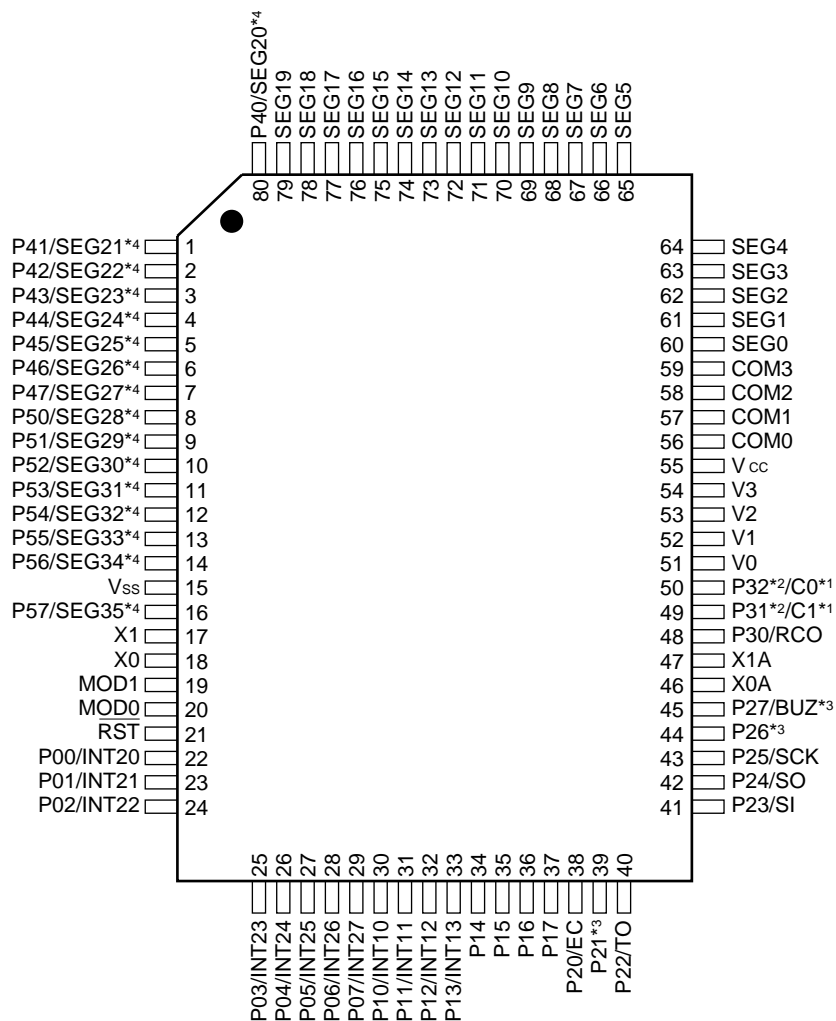 P40/SEG20*4
SEG19
SEG18
SEG17
SEG16
SEG15
SEG14
SEG13
SEG12
SEG11
SEG10
SEG9
SEG8
SEG7
SEG6
SEG5
80
79
78
77
76
75
74
73
72
71
70
69
68
67
66
65
P41/SEG21*4 1
P42/SEG22*4 2
P43/SEG23*4 3
P44/SEG24*4 4
P45/SEG25*4 5
P46/SEG26*4 6
P47/SEG27*4 7
P50/SEG28*4 8
P51/SEG29*4 9
P52/SEG30*4 10
P53/SEG31*4 11
P54/SEG32*4 12
P55/SEG33*4 13
P56/SEG34*4 14
VSS 15
P57/SEG35*4 16
X1 17
X0 18
MOD1 19
MOD0 20
RST 21
P00/INT20 22
P01/INT21 23
P02/INT22 24
64 SEG4
63 SEG3
62 SEG2
61 SEG1
60 SEG0
59 COM3
58 COM2
57 COM1
56 COM0
55 VCC
54 V3
53 V2
52 V1
51 V0
50 P32*2/C0*1
49 P31*2/C1*1
48 P30/RCO
47 X1A
46 X0A
45 P27/BUZ*3
44 P26*3
43 P25/SCK
42 P24/SO
41 P23/SI
25
26
27
28
29
30
31
32
33
34
35
36
37
38
39
40
P03/INT23
P04/INT24
P05/INT25
P06/INT26
P07/INT27
P10/INT10
P11/INT11
P12/INT12
P13/INT13
P14
P15
P16
P17
P20/EC
P21*3
P22/TO